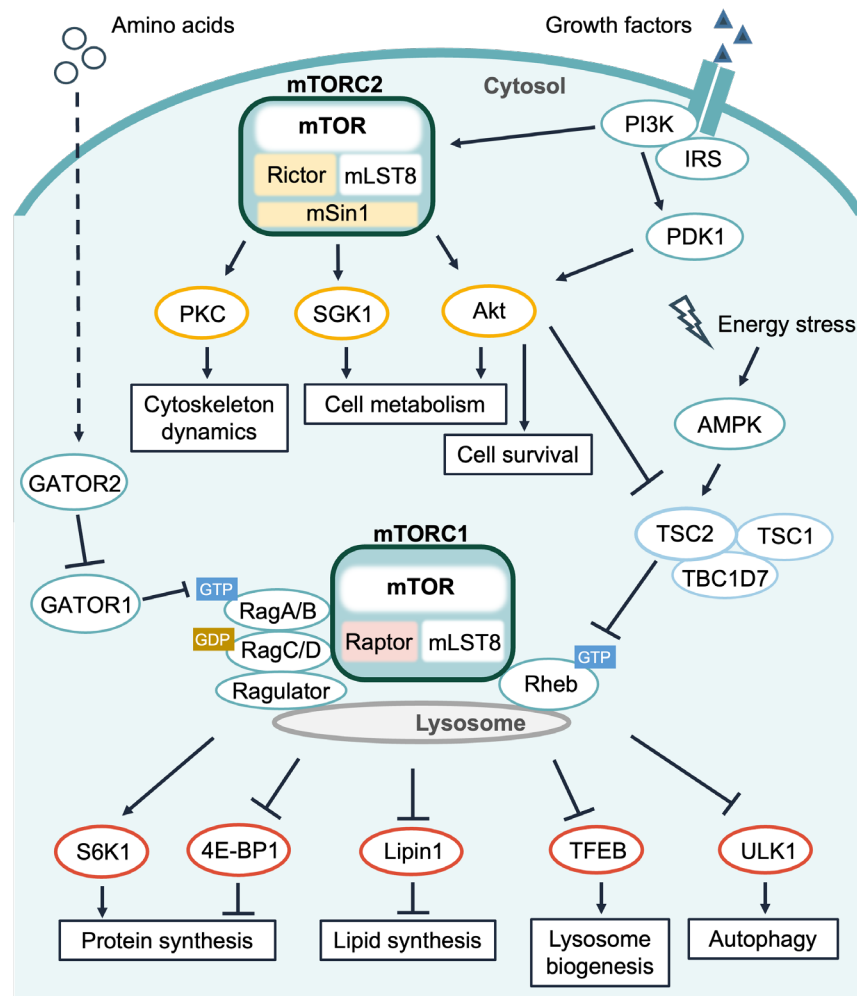 Amino acids
Growth factors
mTORC2
Cytosol
mTOR
PI3K
Rictor
mLST8
IRS
mSin1
PDK1
PKC
SGK1
Akt
Energy stress
Cytoskeleton
dynamics
Cell metabolism
AMPK
Cell survival
GATOR2
TSC2
TSC1
mTORC1
TBC1D7
mTOR
GTP
GATOR1
RagA/B
GDP
RagC/D
Raptor
mLST8
GTP
Ragulator
Rheb
Lysosome
S6K1
4E-BP1
Lipin1
TFEB
ULK1
Protein synthesis
Lipid synthesis
Lysosome
biogenesis
Autophagy